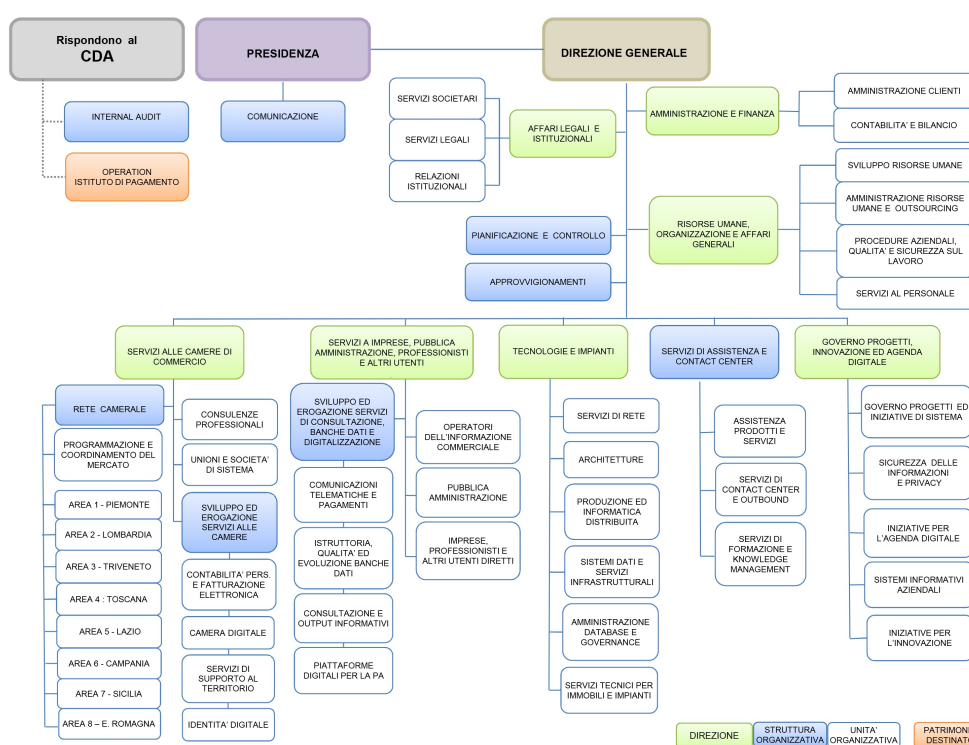 Rispondono al
CDA
PRESIDENZA
DIREZIONE GENERALE
INTERNAL AUDIT
OPERATION
ISTITUTO DI PAGAMENTO
COMUNICAZIONE
SERVIZI SOCIETARI
SERVIZI LEGALI
RELAZIONI
ISTITUZIONALI
AFFARI LEGALI E
ISTITUZIONALI
AMMINISTRAZIONE E FINANZA
AMMINISTRAZIONE CLIENTI
CONTABILITA' E BILANCIO
PIANIFICAZIONE E CONTROLLO
APPROVVIGIONAMENTI
RISORSE UMANE,
ORGANIZZAZIONE E AFFARI
GENERALI
SVILUPPO RISORSE UMANE
AMMINISTRAZIONE RISORSE
UMANE E OUTSOURCING
PROCEDURE AZIENDALI,
QUALITA' E SICUREZZA SUL
LAVORO
SERVIZI AL PERSONALE
SERVIZI ALLE CAMERE DI
COMMERCIO
RETE CAMERALE
PROGRAMMAZIONE E
COORDINAMENTO DEL
MERCATO
AREA 1 - PIEMONTE
AREA 2 - LOMBARDIA
AREA 3 - TRIVENETO
AREA 4 : TOSCANA
AREA 5 - LAZIO
AREA 6 - CAMPANIA
AREA 7 - SICILIA
AREA 8 – E. ROMAGNA
CONSULENZE
PROFESSIONALI
UNIONI E SOCIETA'
DI SISTEMA
SVILUPPO ED
EROGAZIONE
SERVIZI ALLE
CAMERE
CONTABILITA' PERS.
E FATTURAZIONE
ELETTRONICA
CAMERA DIGITALE
SERVIZI DI
SUPPORTO AL
TERRITORIO
IDENTITA' DIGITALE
SERVIZI A IMPRESE, PUBBLICA
AMMINISTRAZIONE, PROFESSIONISTI
E ALTRI UTENTI
SVILUPPO ED
EROGAZIONE SERVIZI
DI CONSULTAZIONE,
BANCHE DATI E
DIGITALIZZAZIONE
COMUNICAZIONI
TELEMATICHE E
PAGAMENTI
ISTRUTTORIA,
QUALITA' ED
EVOLUZIONE BANCHE
DATI
CONSULTAZIONE E
OUTPUT INFORMATIVI
PIATTAFORME
DIGITALI PER LA PA
OPERATORI
DELL'INFORMAZIONE
COMMERCIALE
PUBBLICA
AMMINISTRAZIONE
IMPRESE,
PROFESSIONISTI E
ALTRI UTENTI DIRETTI
TECNOLOGIE E IMPIANTI
SERVIZI DI RETE
ARCHITETTURE
PRODUZIONE ED
INFORMATICA
DISTRIBUITA
SISTEMI DATI E
SERVIZI
INFRASTRUTTURALI
AMMINISTRAZIONE
DATABASE E
GOVERNANCE
SERVIZI TECNICI PER
IMMOBILI E IMPIANTI
SERVIZI DI ASSISTENZA E
CONTACT CENTER
ASSISTENZA
PRODOTTI E
SERVIZI
SERVIZI DI
CONTACT CENTER
E OUTBOUND
SERVIZI DI
FORMAZIONE E
KNOWLEDGE
MANAGEMENT
GOVERNO PROGETTI,
INNOVAZIONE ED AGENDA
DIGITALE
GOVERNO PROGETTI ED
INIZIATIVE DI SISTEMA
SICUREZZA DELLE
INFORMAZIONI
E PRIVACY
INIZIATIVE PER
L'AGENDA DIGITALE
SISTEMI INFORMATIVI
AZIENDALI
INIZIATIVE PER
L'INNOVAZIONE
DIREZIONE
STRUTTURA
ORGANIZZATIVA
UNITA'
ORGANIZZATIVA